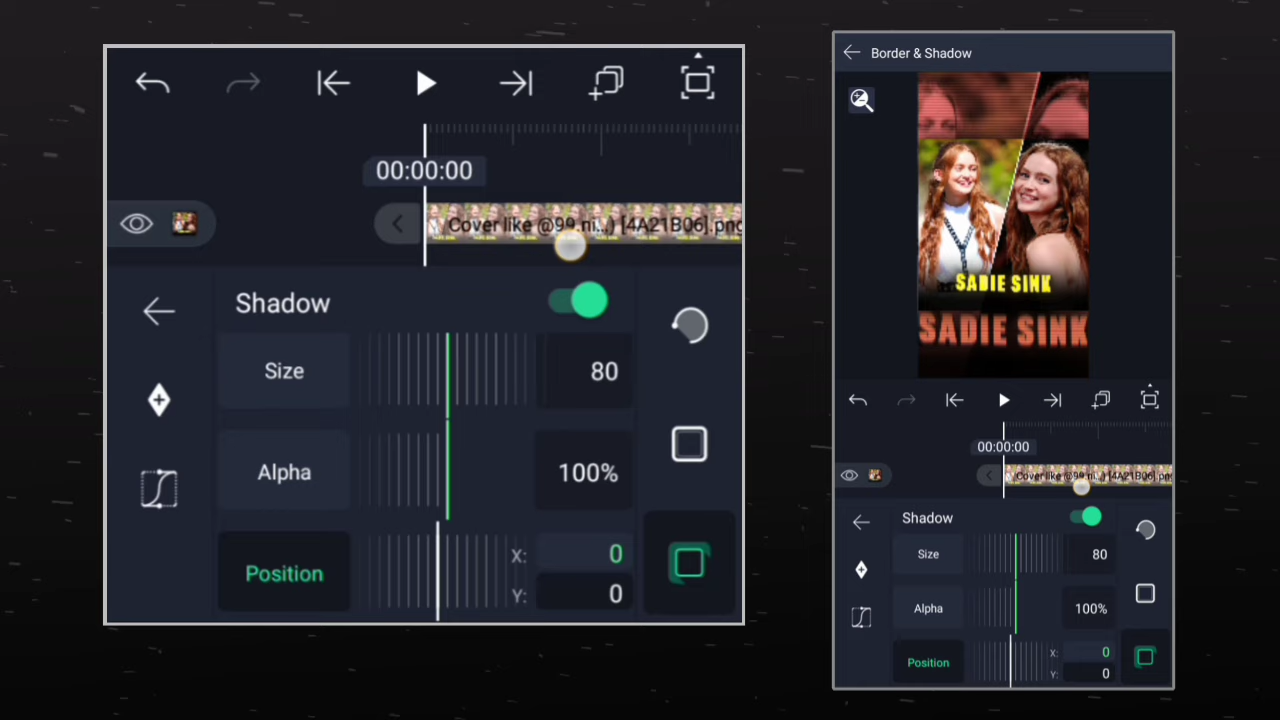 00:00:00
Cover like @99.ni...) [4A21B06].png
Shadow
Size
80
Alpha
100%
Position
X:
0
Y:
0
Border & Shadow
SADIE SINK
SADIE SINK
00:00:00
Cover like @99.ni...) [4A21B06].png
Shadow
Size
80
Alpha
100%
Position
X:
0
Y:
0